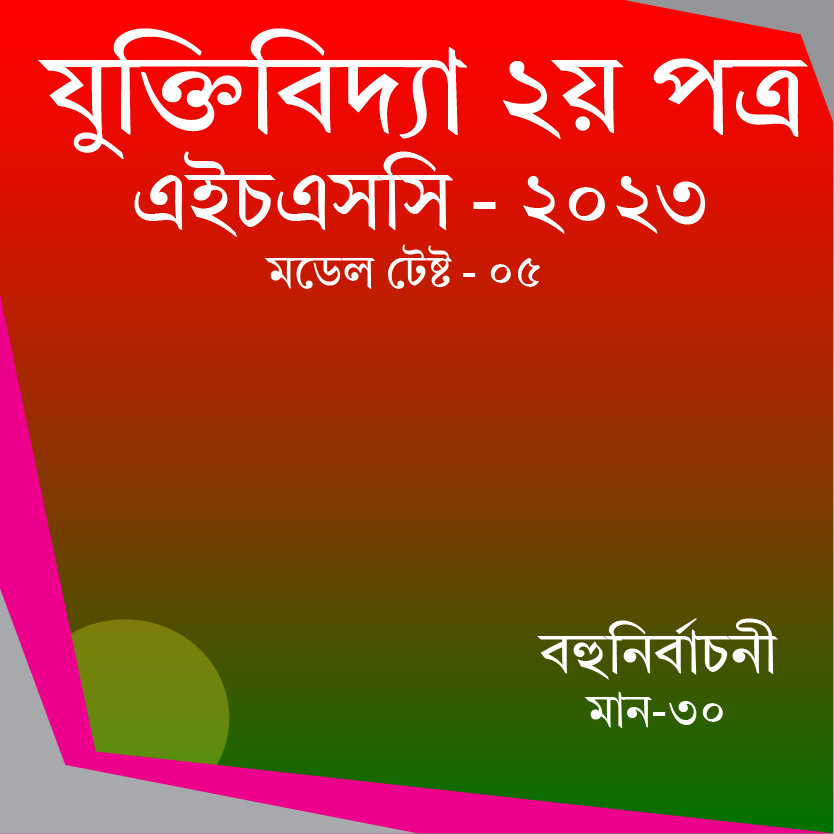 যুক্তিবিদ্যা ২য় পত্র
এইচএসসি - ২০২৩
মডেল টেষ্ট - ০৫
বহুনির্বাচনী
মান-৩০